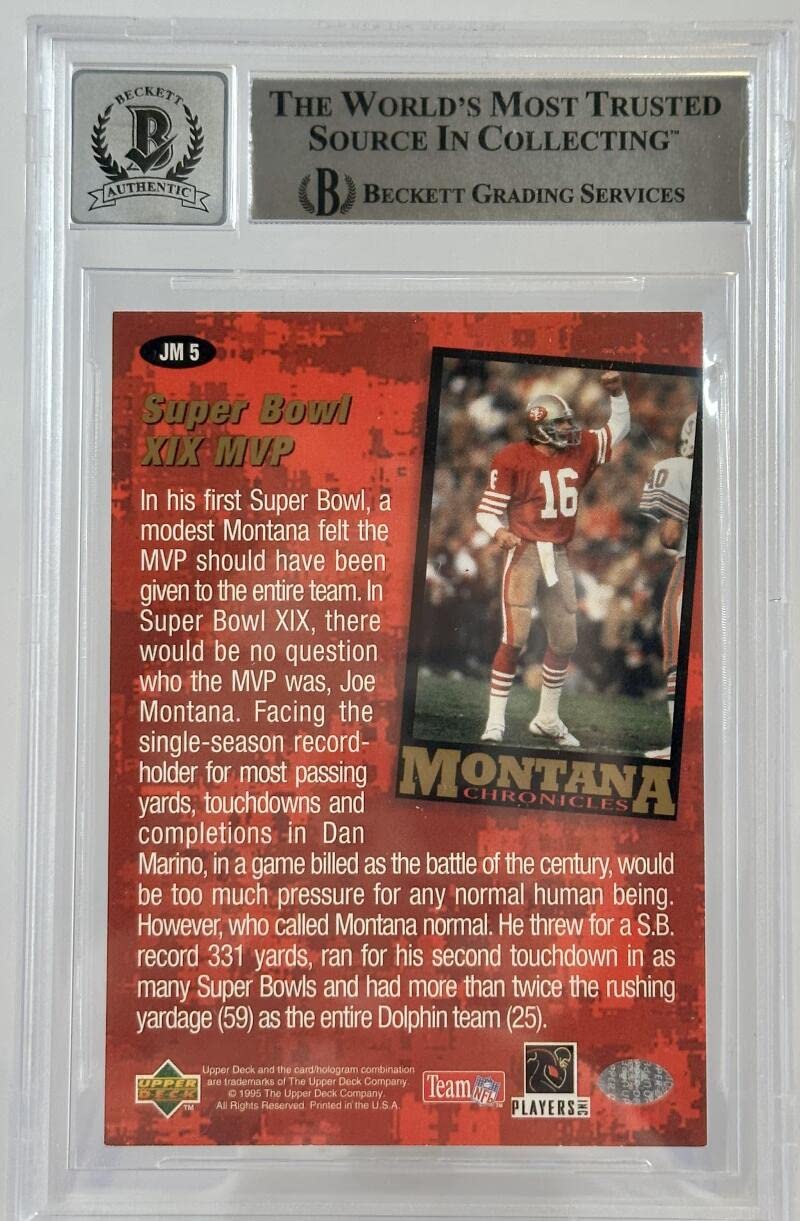 BECKETT
B
AUTHENTIC
THE WORLD'S MOST TRUSTED
SOURCE IN COLLECTING™
B BECKETT GRADING SERVICES
JM 5
Super Bowl
XIX MVP
In his first Super Bowl, a
modest Montana felt the
MVP should have been
given to the entire team. In
Super Bowl XIX, there
would be no question
who the MVP was, Joe
Montana. Facing the
single-season record-
holder for most passing
yards, touchdowns and
completions in Dan
Marino, in a game billed as the battle of the century, would
be too much pressure for any normal human being.
However, who called Montana normal. He threw for a S.B.
record 331 yards, ran for his second touchdown in as
many Super Bowls and had more than twice the rushing
yardage (59) as the entire Dolphin team (25).
16
MONTANA
CHRONICLES
UPPER
DECK
TM
Upper Deck and the card/hologram combination
are trademarks of The Upper Deck Company.
© 1995 The Upper Deck Company.
All Rights Reserved. Printed in the U.S.A.
Team NFL
PLAYERS INC